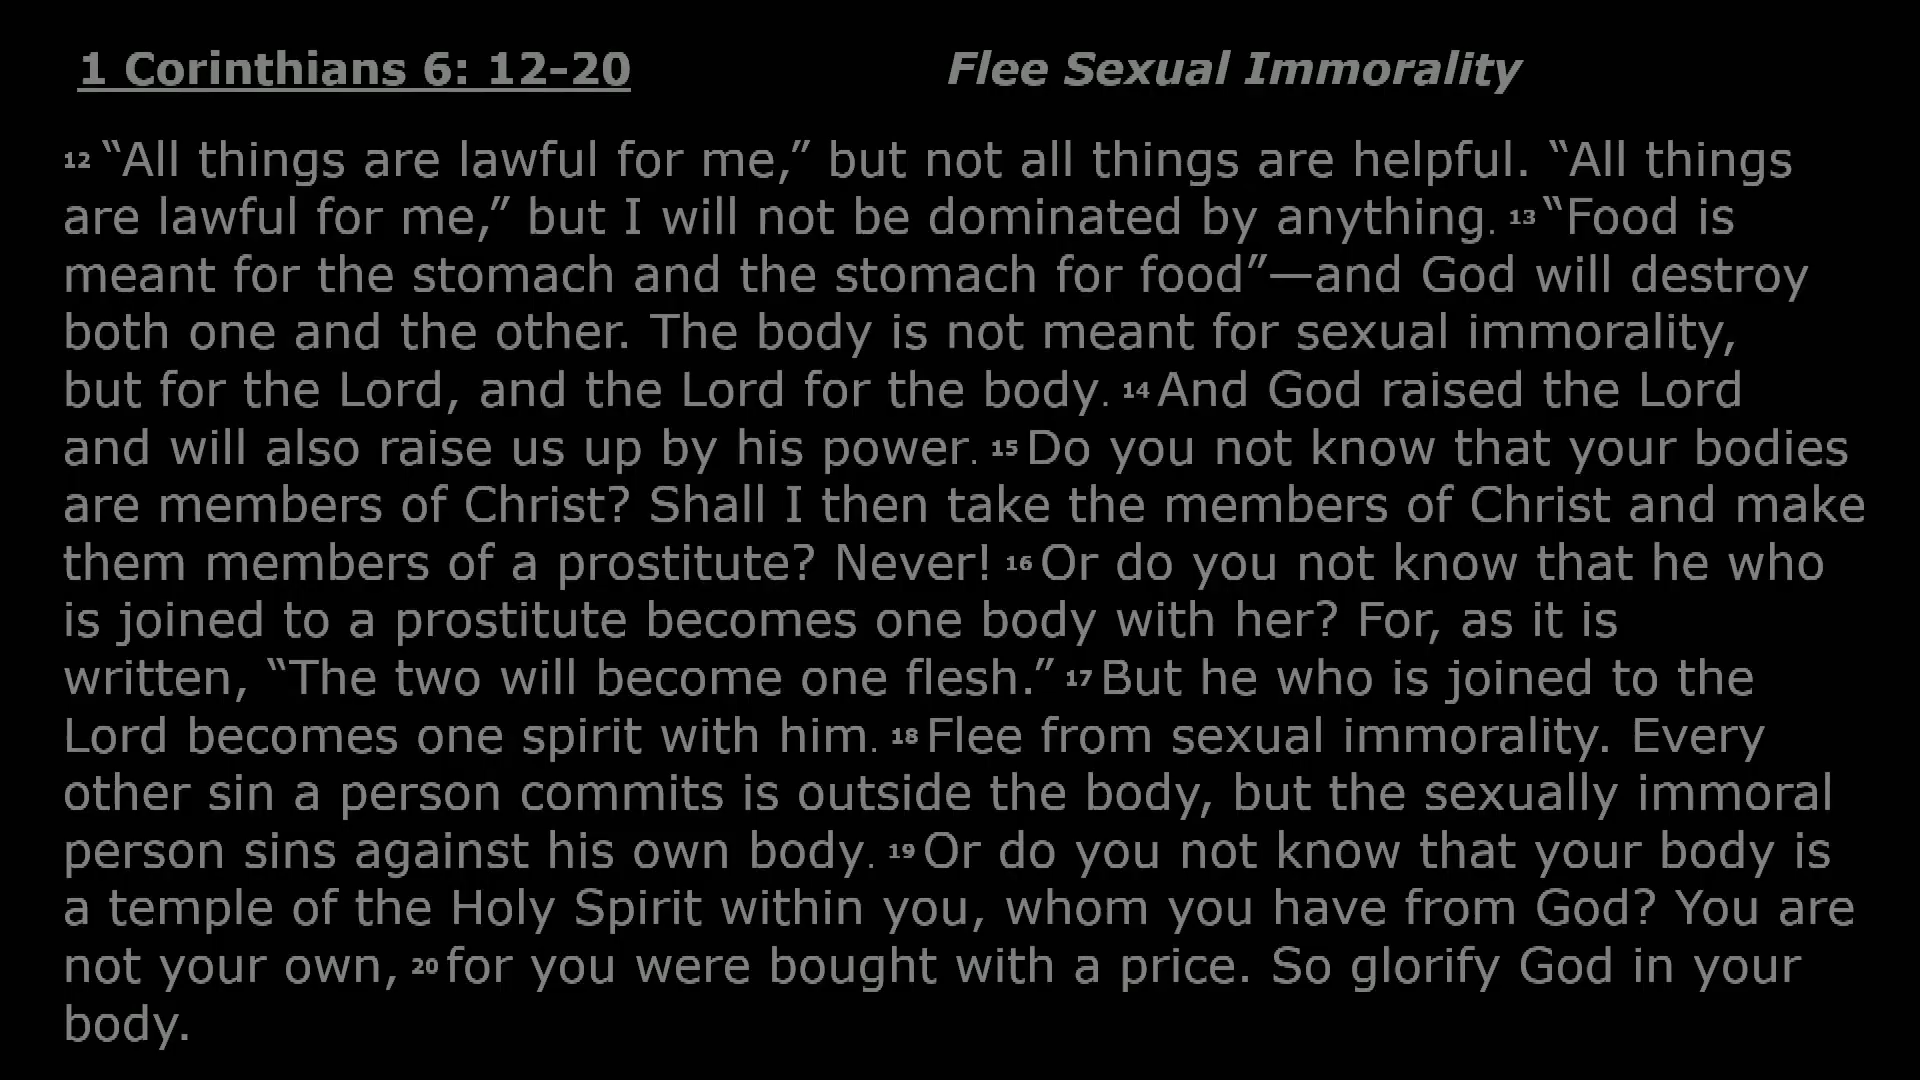 1 Corinthians 6: 12-20 Flee Sexual Immorality
12 “All things are lawful for me,” but not all things are helpful. “All things
are lawful for me,” but I will not be dominated by anything. 13 “Food is
meant for the stomach and the stomach for food”—and God will destroy
both one and the other. The body is not meant for sexual immorality,
but for the Lord, and the Lord for the body. 14 And God raised the Lord
and will also raise us up by his power. 15 Do you not know that your bodies
are members of Christ? Shall I then take the members of Christ and make
them members of a prostitute? Never! 16 Or do you not know that he who
is joined to a prostitute becomes one body with her? For, as it is
written, “The two will become one flesh.” 17 But he who is joined to the
Lord becomes one spirit with him. 18 Flee from sexual immorality. Every
other sin a person commits is outside the body, but the sexually immoral
person sins against his own body. 19 Or do you not know that your body is
a temple of the Holy Spirit within you, whom you have from God? You are
not your own, 20 for you were bought with a price. So glorify God in your
body.